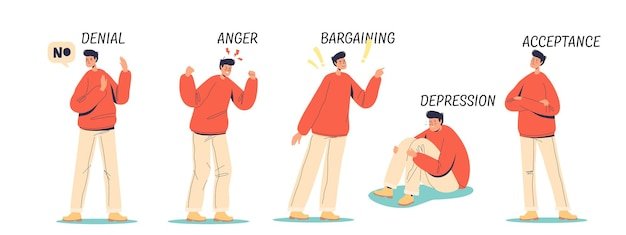 DENIAL
NO
ANGER
BARGAINING
DEPRESSION
ACCEPTANCE